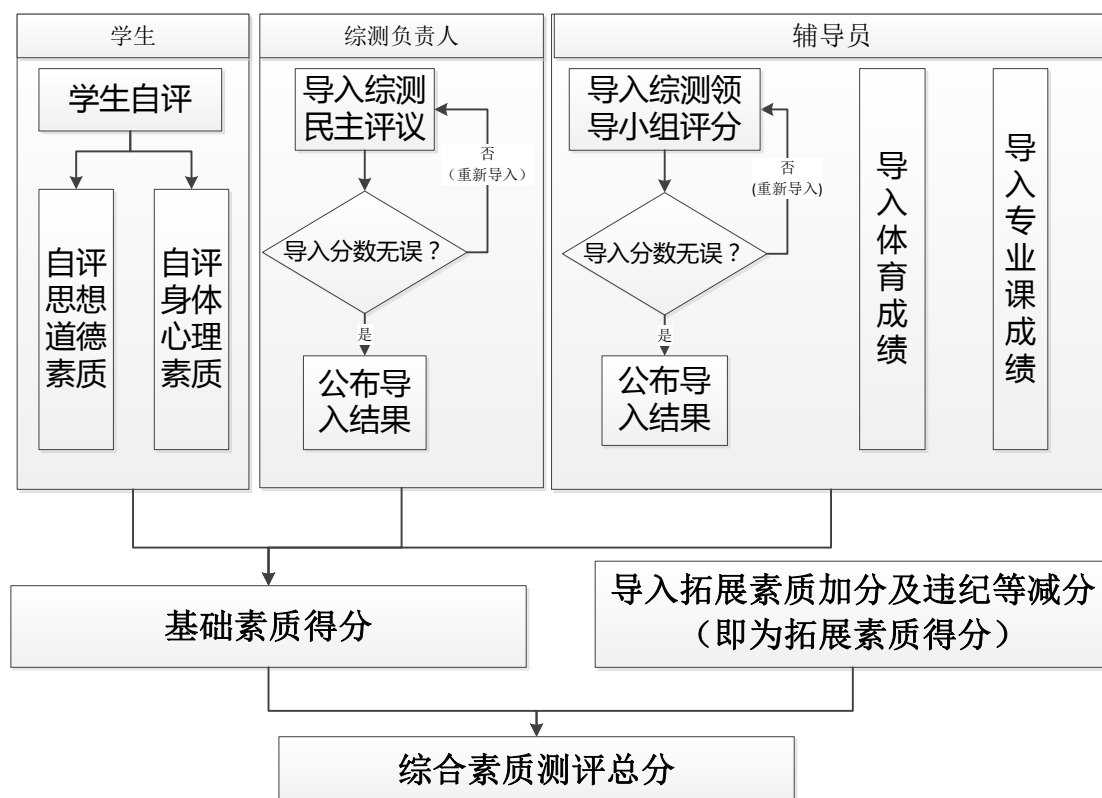 学生
综测负责人
辅导员
学生自评
自评
思想
道德
素质
自评
身体
心理
素质
导入综测
民主评议
否
（重新导入）
导入分数无误？
是
公布导
入结果
导入综测领
导小组评分
否
(重新导入)
导入分数无误？
是
公布导
入结果
导入体育成绩
导入专业课成绩
基础素质得分
导入拓展素质加分及违纪等减分
（即为拓展素质得分）
综合素质测评总分